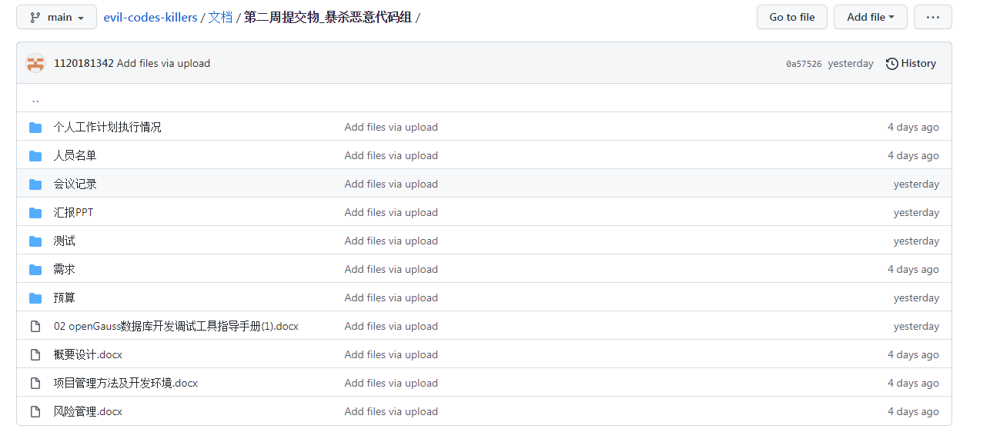 main evil-codes-killers / 文档 / 第二周提交物_暴杀恶意代码组 / Go to file Add file ...
1120181342 Add files via upload 0a57526 yesterday History
..
个人工作计划执行情况 Add files via upload 4 days ago
人员名单 Add files via upload 4 days ago
会议记录 Add files via upload yesterday
汇报PPT Add files via upload yesterday
测试 Add files via upload yesterday
需求 Add files via upload 4 days ago
预算 Add files via upload yesterday
02 openGauss数据库开发调试工具指导手册(1).docx Add files via upload yesterday
概要设计.docx Add files via upload 4 days ago
项目管理方法及开发环境.docx Add files via upload 4 days ago
风险管理.docx Add files via upload 4 days ago